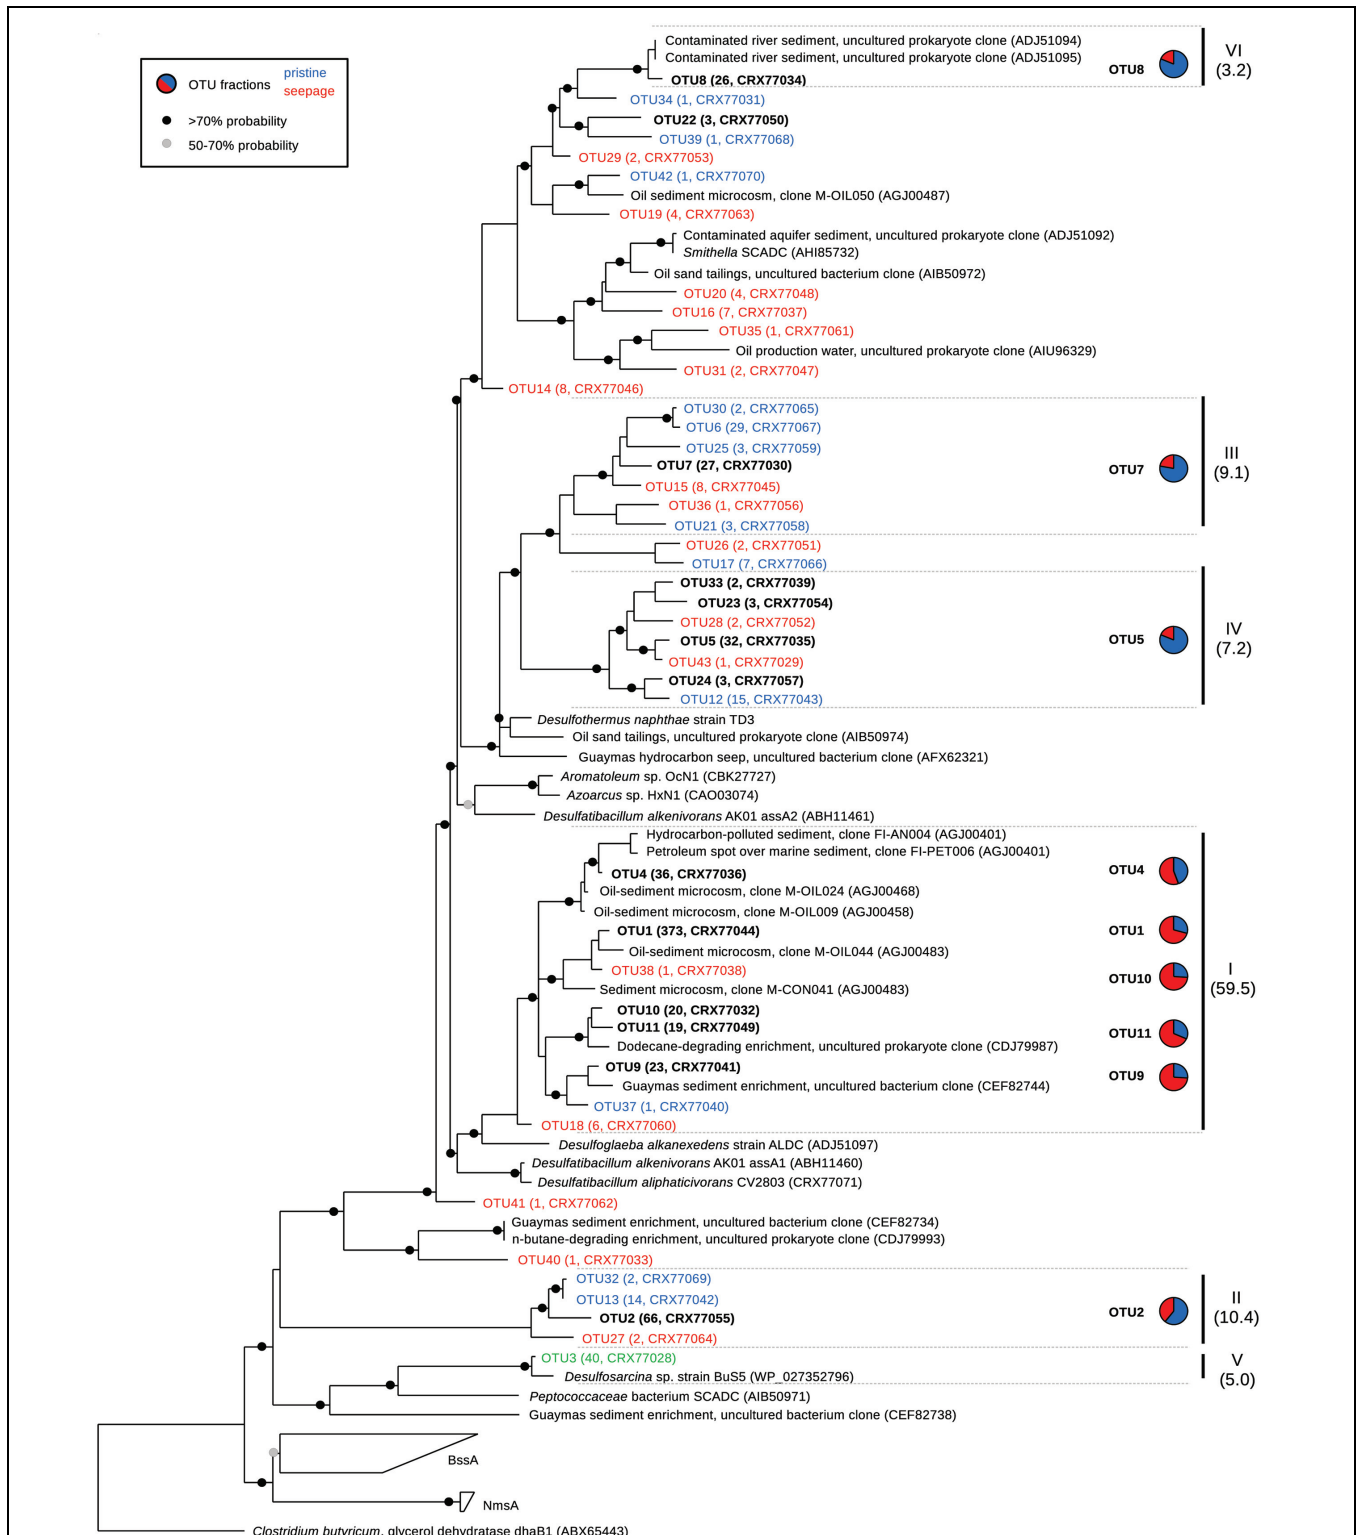 OTU fractions
pristine
seepage
>70% probability
50-70% probability
Contaminated river sediment, uncultured prokaryote clone (ADJ51094)
Contaminated river sediment, uncultured prokaryote clone (ADJ51095)
OTU8 (26, CRX77034)
OTU8
VI
(3.2)
OTU34 (1, CRX77031)
OTU22 (3, CRX77050)
OTU39 (1, CRX77068)
OTU29 (2, CRX77053)
OTU42 (1, CRX77070)
Oil sediment microcosm, clone M-OIL050 (AGJ00487)
OTU19 (4, CRX77063)
Contaminated aquifer sediment, uncultured prokaryote clone (ADJ51092)
Smithella SCADC (AHI85732)
Oil sand tailings, uncultured bacterium clone (AIB50972)
OTU20 (4, CRX77048)
OTU16 (7, CRX77037)
OTU35 (1, CRX77061)
Oil production water, uncultured prokaryote clone (AIU96329)
OTU31 (2, CRX77047)
OTU14 (8, CRX77046)
OTU30 (2, CRX77065)
OTU6 (29, CRX77067)
OTU25 (3, CRX77059)
OTU7 (27, CRX77030)
OTU15 (8, CRX77045)
OTU36 (1, CRX77056)
OTU21 (3, CRX77058)
OTU7
III
(9.1)
OTU26 (2, CRX77051)
OTU17 (7, CRX77066)
OTU33 (2, CRX77039)
OTU23 (3, CRX77054)
OTU28 (2, CRX77052)
OTU5 (32, CRX77035)
OTU43 (1, CRX77029)
OTU24 (3, CRX77057)
OTU12 (15, CRX77043)
OTU5
IV
(7.2)
Desulfothermus naphthae strain TD3
Oil sand tailings, uncultured prokaryote clone (AIB50974)
Guaymas hydrocarbon seep, uncultured bacterium clone (AFX62321)
Aromatoleum sp. OcN1 (CBK27727)
Azoarcus sp. HxN1 (CAO03074)
Desulfatibacillum alkenivorans AK01 assA2 (ABH11461)
Hydrocarbon-polluted sediment, clone FI-AN004 (AGJ00401)
Petroleum spot over marine sediment, clone FI-PET006 (AGJ00401)
OTU4 (36, CRX77036)
Oil-sediment microcosm, clone M-OIL024 (AGJ00468)
Oil-sediment microcosm, clone M-OIL009 (AGJ00458)
OTU1 (373, CRX77044)
Oil-sediment microcosm, clone M-OIL044 (AGJ00483)
OTU38 (1, CRX77038)
Sediment microcosm, clone M-CON041 (AGJ00483)
OTU10 (20, CRX77032)
OTU11 (19, CRX77049)
Dodecane-degrading enrichment, uncultured prokaryote clone (CDJ79987)
OTU9 (23, CRX77041)
Guaymas sediment enrichment, uncultured bacterium clone (CEF82744)
OTU37 (1, CRX77040)
OTU18 (6, CRX77060)
OTU4
OTU1
OTU10
OTU11
OTU9
I
(59.5)
Desulfoglaeba alkanexedens strain ALDC (ADJ51097)
Desulfatibacillum alkenivorans AK01 assA1 (ABH11460)
Desulfatibacillum aliphaticivorans CV2803 (CRX77071)
OTU41 (1, CRX77062)
Guaymas sediment enrichment, uncultured bacterium clone (CEF82734)
n-butane-degrading enrichment, uncultured prokaryote clone (CDJ79993)
OTU40 (1, CRX77033)
OTU32 (2, CRX77069)
OTU13 (14, CRX77042)
OTU2 (66, CRX77055)
OTU27 (2, CRX77064)
OTU2
II
(10.4)
OTU3 (40, CRX77028)
Desulfosarcina sp. strain BuS5 (WP_027352796)
V
(5.0)
Peptococcaceae bacterium SCADC (AIB50971)
Guaymas sediment enrichment, uncultured bacterium clone (CEF82738)
BssA
NmsA
Clostridium butyricum, glycerol dehydratase dhaB1 (ABX65443)